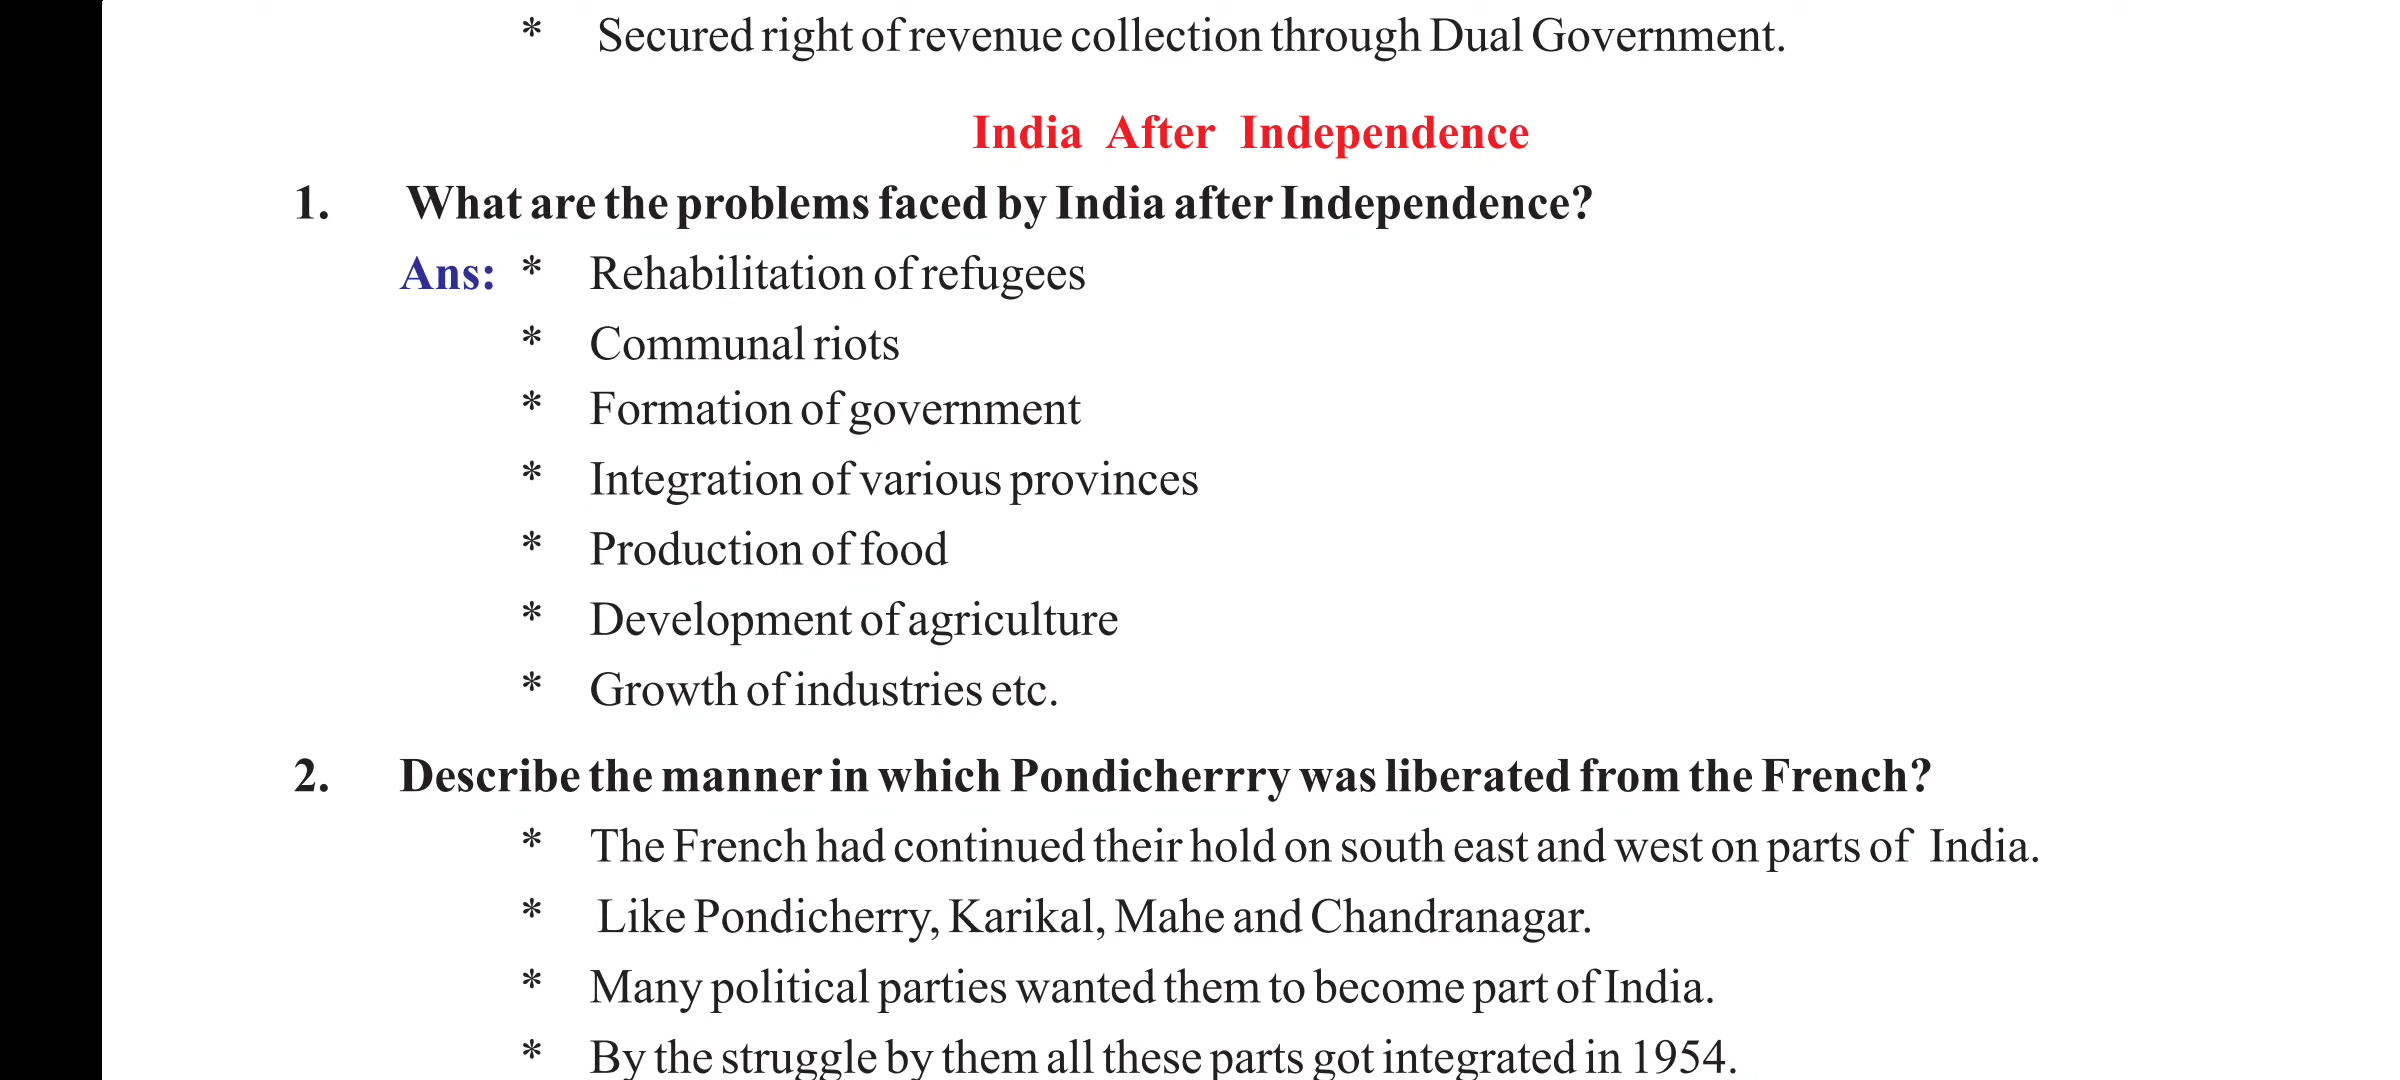 * Secured right of revenue collection through Dual Government.
India After Independence
1. What are the problems faced by India after Independence?
Ans: * Rehabilitation of refugees
* Communal riots
* Formation of government
* Integration of various provinces
* Production of food
* Development of agriculture
* Growth of industries etc.
2. Describe the manner in which Pondicherrry was liberated from the French?
* The French had continued their hold on south east and west on parts of India.
* Like Pondicherry, Karikal, Mahe and Chandranagar.
* Many political parties wanted them to become part of India.
* By the struggle by them all these parts got integrated in 1954.